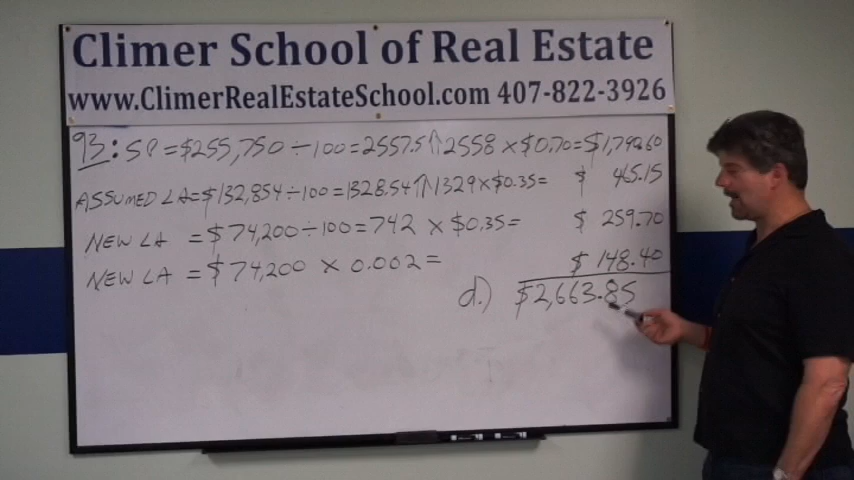 Climer School of Real Estate
www.ClimerRealEstateSchool.com 407-822-3926
93: SP = $255,750 ÷ 100 = 2557.5 ↑ 2558 × $0.70 = $1,790.60
ASSUMED LA = $132,854 ÷ 100 = 1328.54 ↑ 1329 × $0.35 = $ 465.15
NEW LA = $74,200 ÷ 100 = 742 × $0.35 = $ 259.70
NEW LA = $74,200 × 0.002 = $ 148.40
d.) $2,663.85